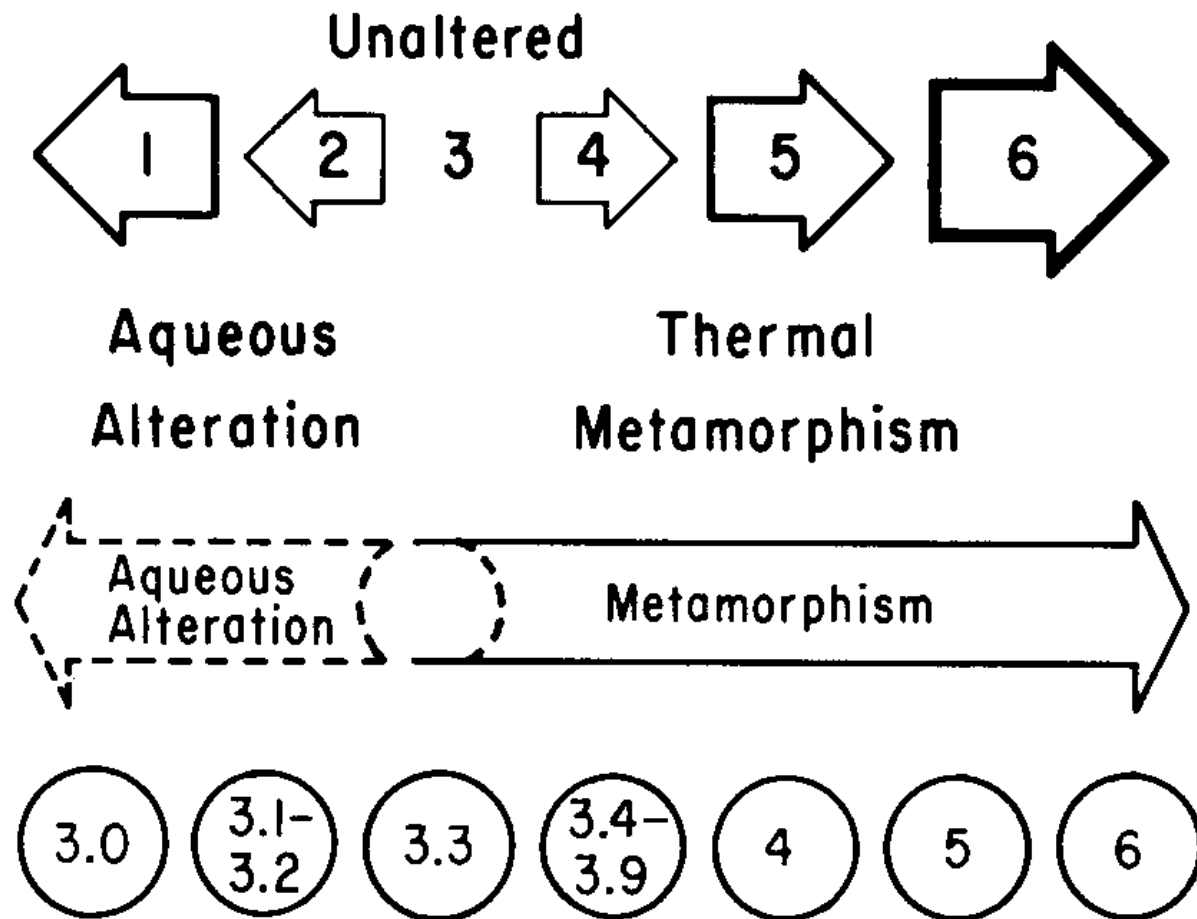 Unaltered
1 2 3 4 5 6
Aqueous Thermal
Alteration Metamorphism
Aqueous
Alteration
Metamorphism
3.0
3.1-
3.2
3.3
3.4-
3.9
4
5
6